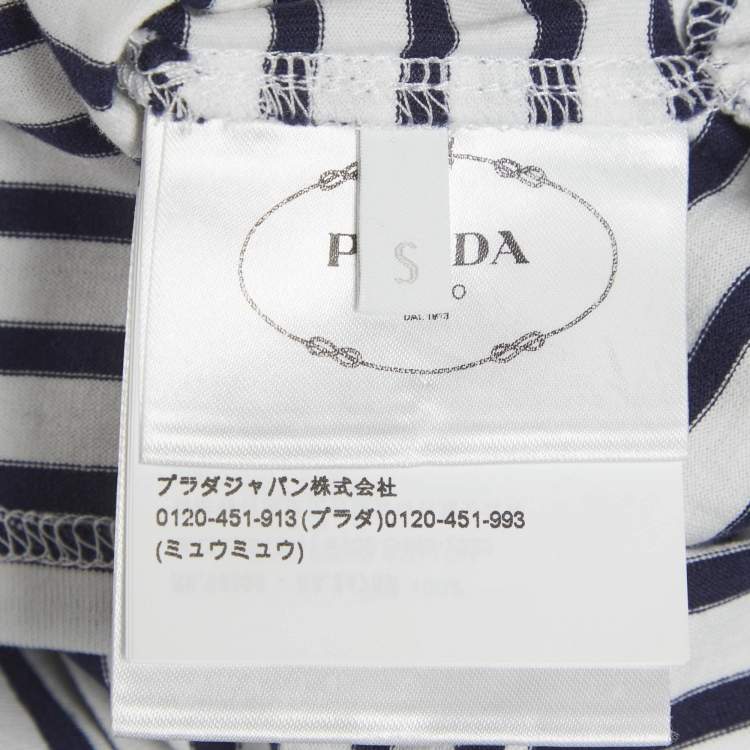 P DA
S
O
DAL 1913
プラダジャパン株式会社
0120-451-913(プラダ)0120-451-993
(ミュウミュウ)